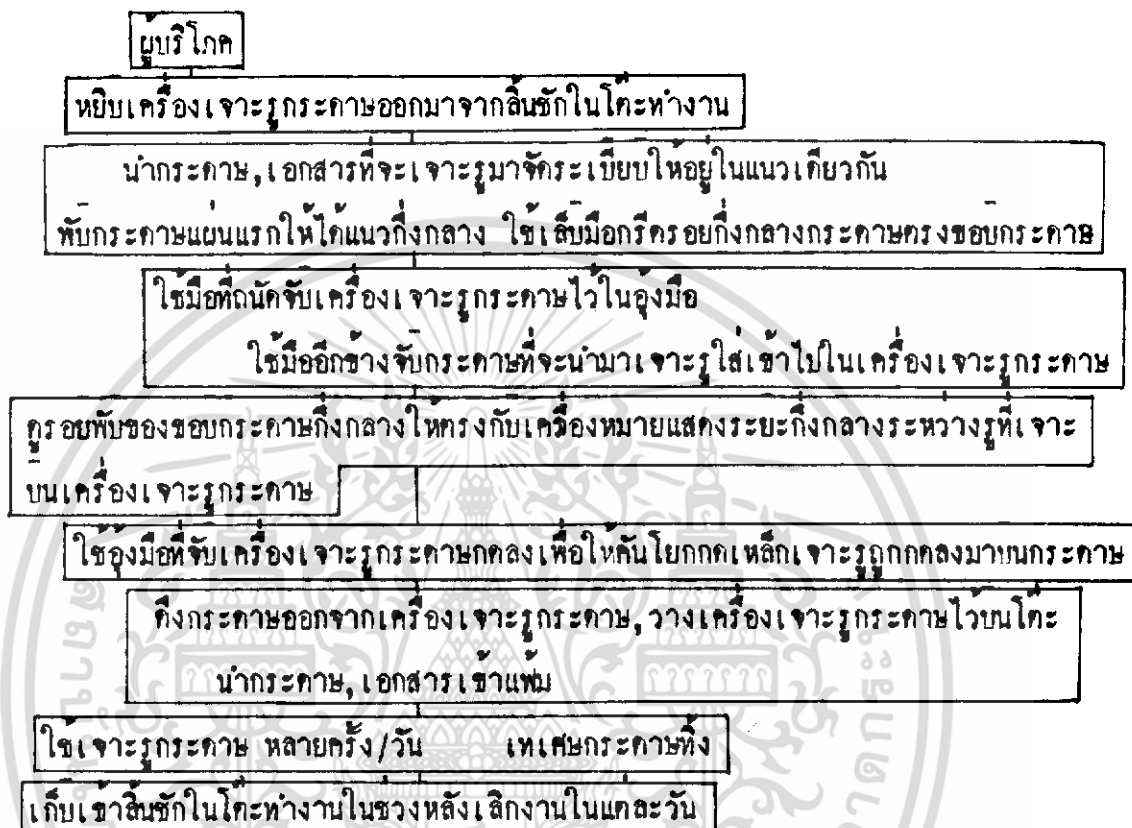 ผู้บริโภค
หยิบเครื่องเจาะรูกระดาษออกมาจากลิ้นชักในโต๊ะทำงาน
นำกระดาษ,เอกสารที่จะเจาะรูมาจัดระเบียบให้อยู่ในแนวเดียวกัน
พับกระดาษแผ่นแรกให้ได้แนวกึ่งกลาง ใช้เล็บมือกรีดรอยกึ่งกลางกระดาษตรงขอบกระดาษ
ใช้มือที่ถนัดจับเครื่องเจาะรูกระดาษไว้ในอุ้งมือ
ใช้มืออีกข้างจับกระดาษที่จะนำมาเจาะรูใส่เข้าไปในเครื่องเจาะรูกระดาษ
ดูรอยพับของขอบกระดาษกึ่งกลางให้ตรงกับเครื่องหมายแสดงระยะกึ่งกลางระหว่างรูที่เจาะ
บนเครื่องเจาะรูกระดาษ
ใช้อุ้งมือที่จับเครื่องเจาะรูกระดาษกดลงเพื่อให้คันโยกกดเหล็กเจาะรูถูกกดลงมาบนกระดาษ
ดึงกระดาษออกจากเครื่องเจาะรูกระดาษ,วางเครื่องเจาะรูกระดาษไว้บนโต๊ะ
นำกระดาษ,เอกสารเข้าแฟ้ม
ใช้เจาะรูกระดาษ หลายครั้ง/วัน เทเศษกระดาษทิ้ง
เก็บเข้าลิ้นชักในโต๊ะทำงานในช่วงหลังเลิกงานในแต่ละวัน